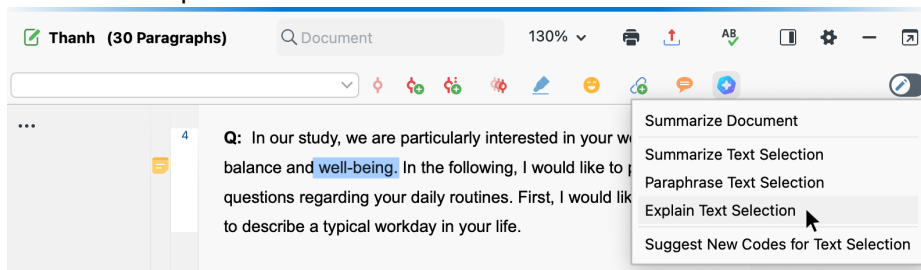 Thanh (30 Paragraphs)
Document
130%
AB
Summarize Document
4
Q: In our study, we are particularly interested in your
Summarize Text Selection
balance and well-being. In the following, I would like to
Paraphrase Text Selection
questions regarding your daily routines. First, I would
Explain Text Selection
to describe a typical workday in your life.
Suggest New Codes for Text Selection